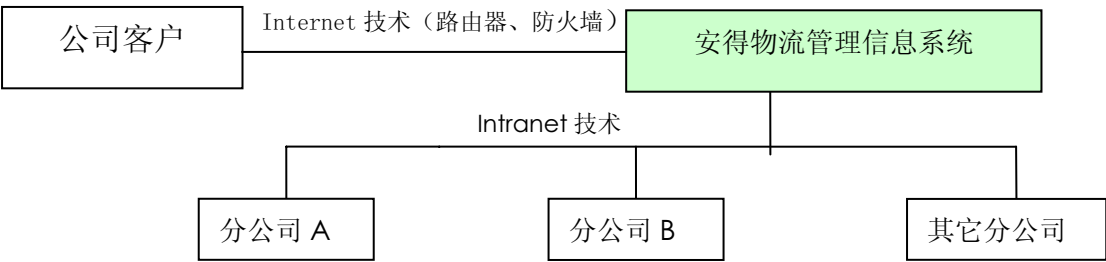 公司客户
Internet 技术（路由器、防火墙）
安得物流管理信息系统
Intranet 技术
分公司 A
分公司 B
其它分公司